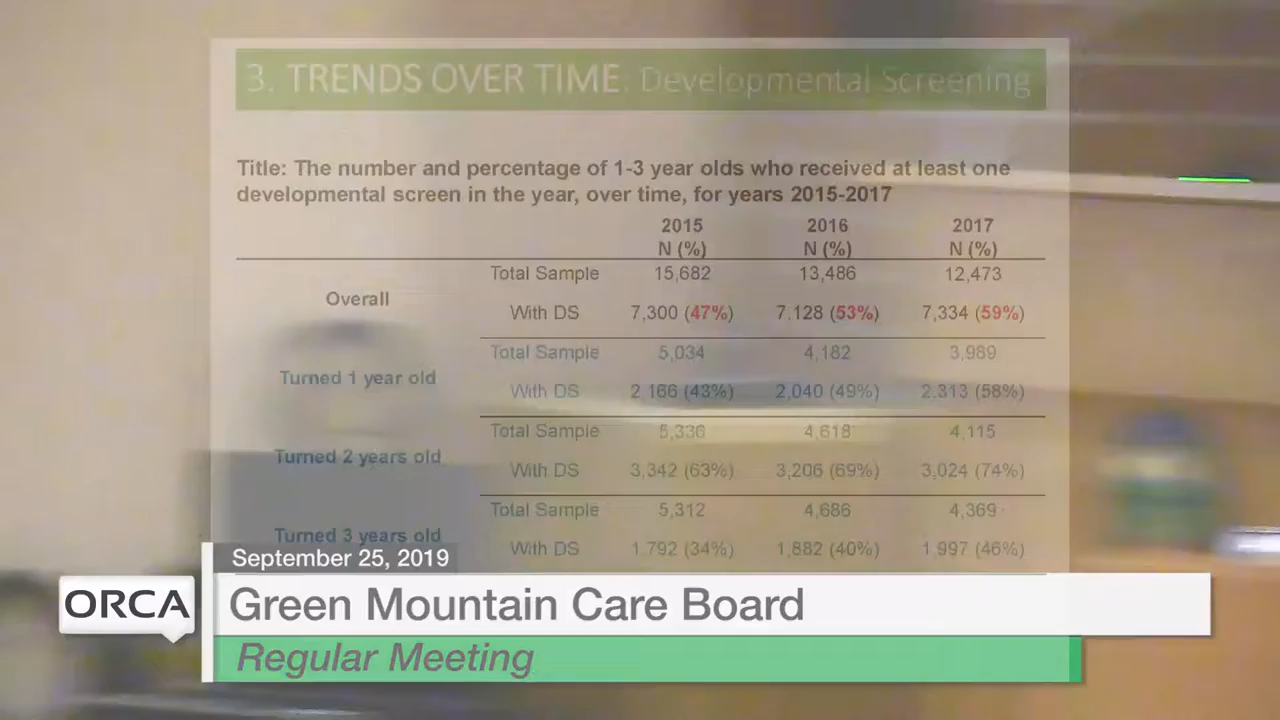 3. TRENDS OVER TIME: Developmental Screening
Title: The number and percentage of 1-3 year olds who received at least one
developmental screen in the year, over time, for years 2015-2017
2015 2016 2017
N (%) N (%) N (%)
Overall
Total Sample 15,682 13,486 12,473
With DS 7,300 (47%) 7.128 (53%) 7,334 (59%)
Turned 1 year old
Total Sample 5,034 4,182 3,989
With DS 2 166 (43%) 2,040 (49%) 2.313 (58%)
Turned 2 years old
Total Sample 5,336 4,618 4,115
With DS 3,342 (63%) 3,206 (69%) 3,024 (74%)
Turned 3 years old
Total Sample 5,312 4,686 4,369
With DS 1.792 (34%) 1,882 (40%) 1,997 (46%)
September 25, 2019
ORCA
Green Mountain Care Board
Regular Meeting